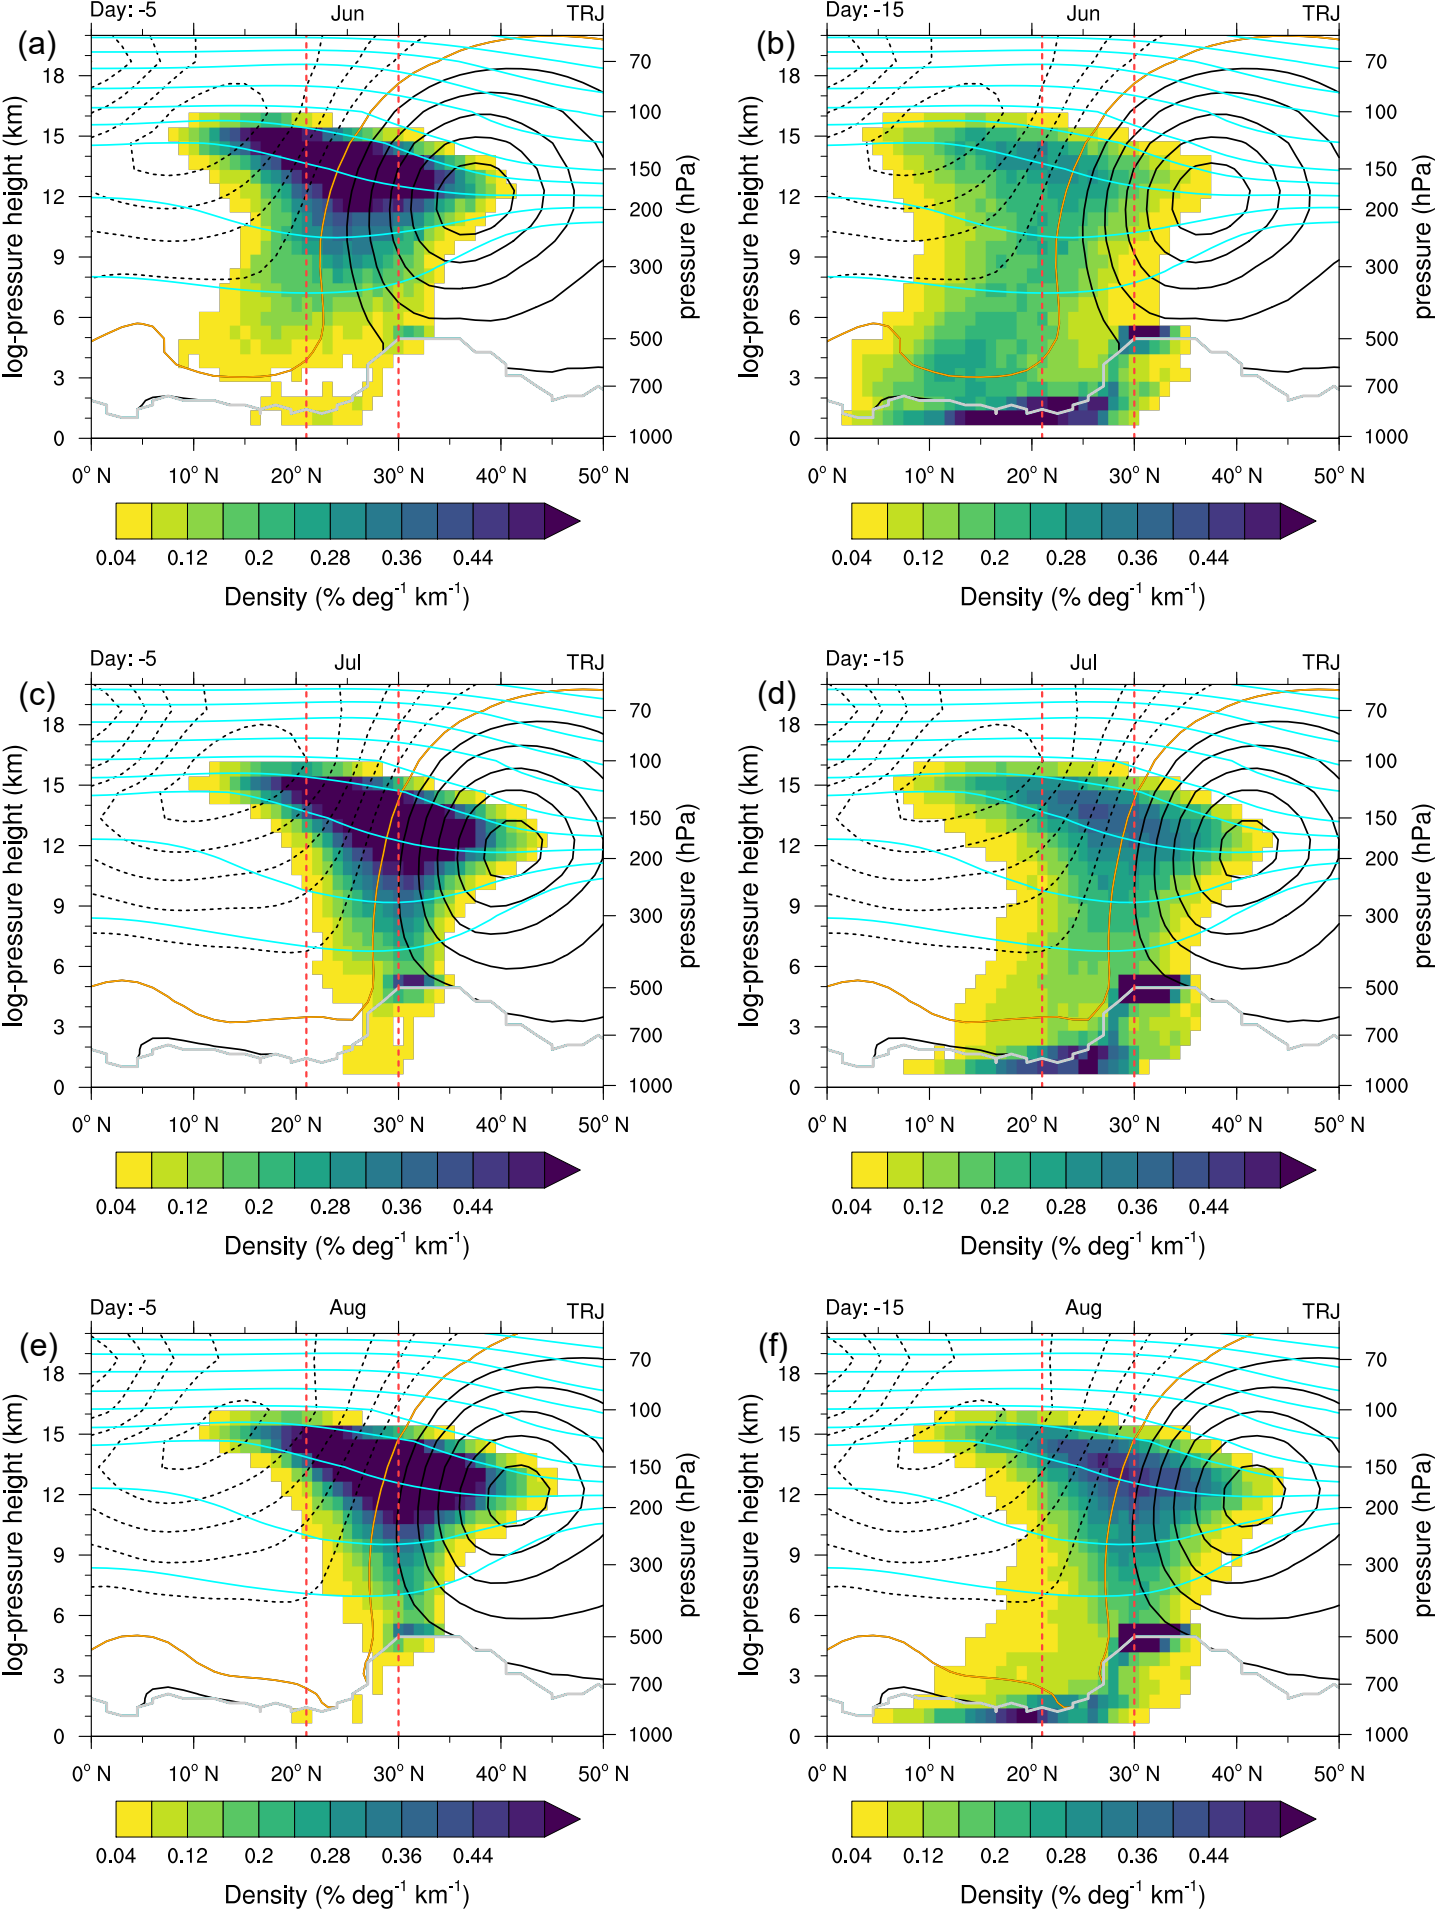 Day: -5 Jun TRJ
(a)
18
15
12
9
6
3
0
log-pressure height (km)
70
100
150
200
300
500
700
1000
pressure (hPa)
0° N 10° N 20° N 30° N 40° N 50° N
0.04 0.12 0.2 0.28 0.36 0.44
Density (% deg⁻¹ km⁻¹)
Day: -15 Jun TRJ
(b)
18
15
12
9
6
3
0
log-pressure height (km)
70
100
150
200
300
500
700
1000
pressure (hPa)
0° N 10° N 20° N 30° N 40° N 50° N
0.04 0.12 0.2 0.28 0.36 0.44
Density (% deg⁻¹ km⁻¹)
Day: -5 Jul TRJ
(c)
18
15
12
9
6
3
0
log-pressure height (km)
70
100
150
200
300
500
700
1000
pressure (hPa)
0° N 10° N 20° N 30° N 40° N 50° N
0.04 0.12 0.2 0.28 0.36 0.44
Density (% deg⁻¹ km⁻¹)
Day: -15 Jul TRJ
(d)
18
15
12
9
6
3
0
log-pressure height (km)
70
100
150
200
300
500
700
1000
pressure (hPa)
0° N 10° N 20° N 30° N 40° N 50° N
0.04 0.12 0.2 0.28 0.36 0.44
Density (% deg⁻¹ km⁻¹)
Day: -5 Aug TRJ
(e)
18
15
12
9
6
3
0
log-pressure height (km)
70
100
150
200
300
500
700
1000
pressure (hPa)
0° N 10° N 20° N 30° N 40° N 50° N
0.04 0.12 0.2 0.28 0.36 0.44
Density (% deg⁻¹ km⁻¹)
Day: -15 Aug TRJ
(f)
18
15
12
9
6
3
0
log-pressure height (km)
70
100
150
200
300
500
700
1000
pressure (hPa)
0° N 10° N 20° N 30° N 40° N 50° N
0.04 0.12 0.2 0.28 0.36 0.44
Density (% deg⁻¹ km⁻¹)